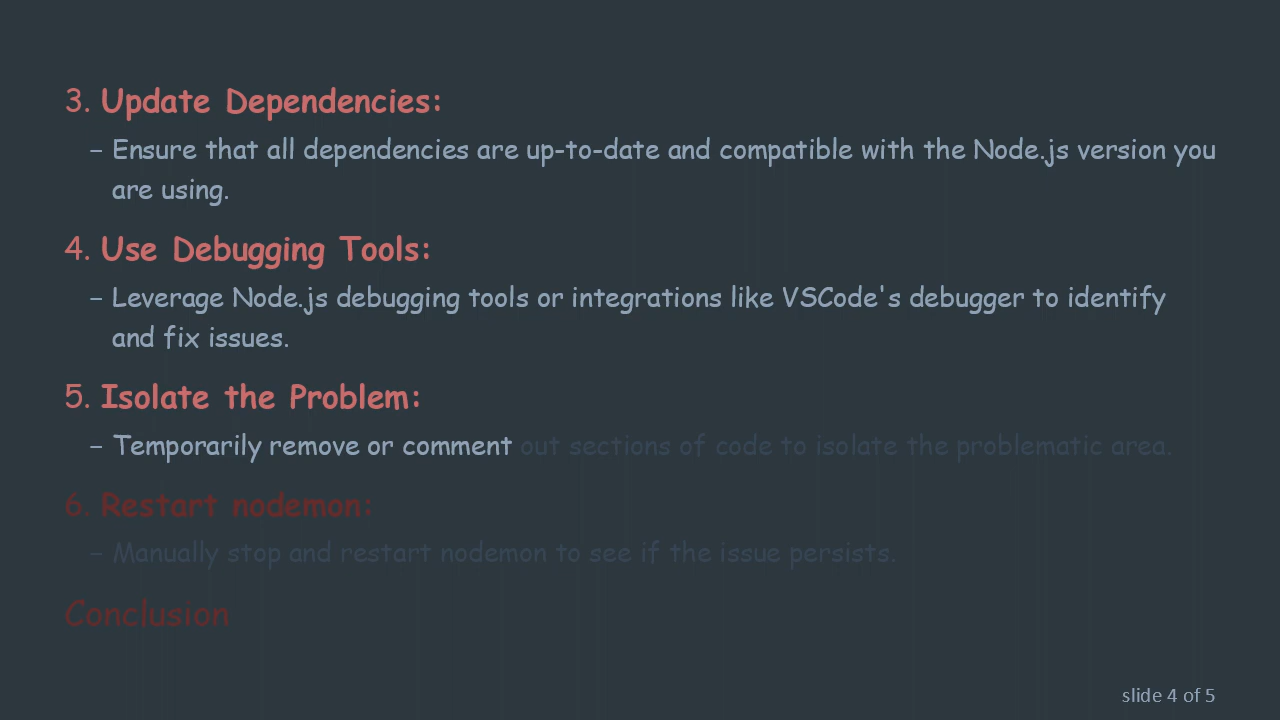 3. Update Dependencies:
– Ensure that all dependencies are up-to-date and compatible with the Node.js version you
are using.
4. Use Debugging Tools:
– Leverage Node.js debugging tools or integrations like VSCode's debugger to identify
and fix issues.
5. Isolate the Problem:
– Temporarily remove or comment out sections of code to isolate the problematic area.
6. Restart nodemon:
– Manually stop and restart nodemon to see if the issue persists.
Conclusion
slide 4 of 5